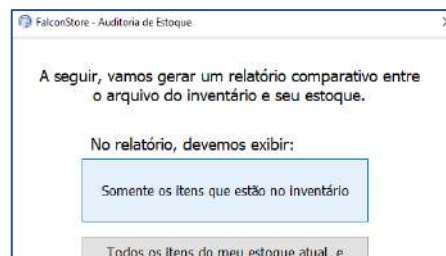 FalconStore - Auditoria de Estoque
A seguir, vamos gerar um relatório comparativo entre
o arquivo do inventário e seu estoque.
No relatório, devemos exibir:
Somente os itens que estão no inventário
Todos os itens do meu estoque atual, e